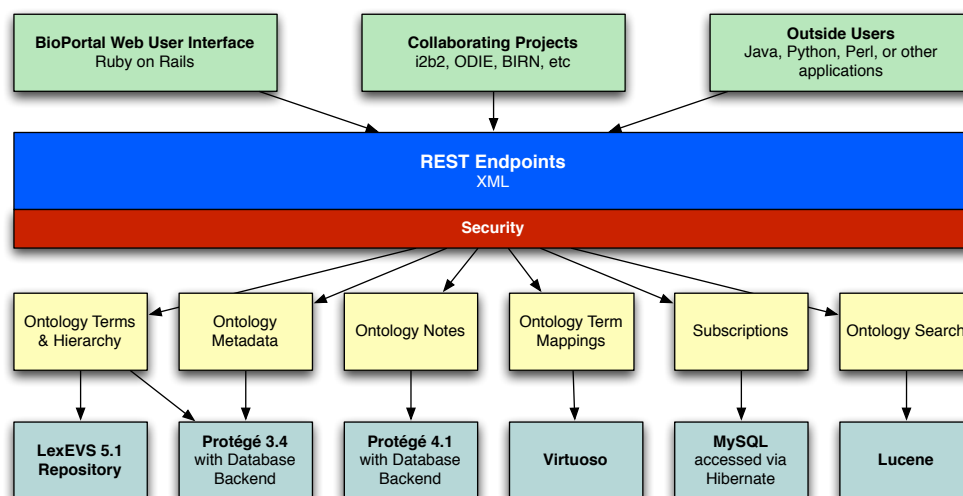 BioPortal Web User Interface
Ruby on Rails
Collaborating Projects
i2b2, ODIE, BIRN, etc
Outside Users
Java, Python, Perl, or other
applications
REST Endpoints
XML
Security
Ontology Terms
& Hierarchy
Ontology
Metadata
Ontology Notes
Ontology Term
Mappings
Subscriptions
Ontology Search
LexEVS 5.1
Repository
Protégé 3.4
with Database
Backend
Protégé 4.1
with Database
Backend
Virtuoso
MySQL
accessed via
Hibernate
Lucene